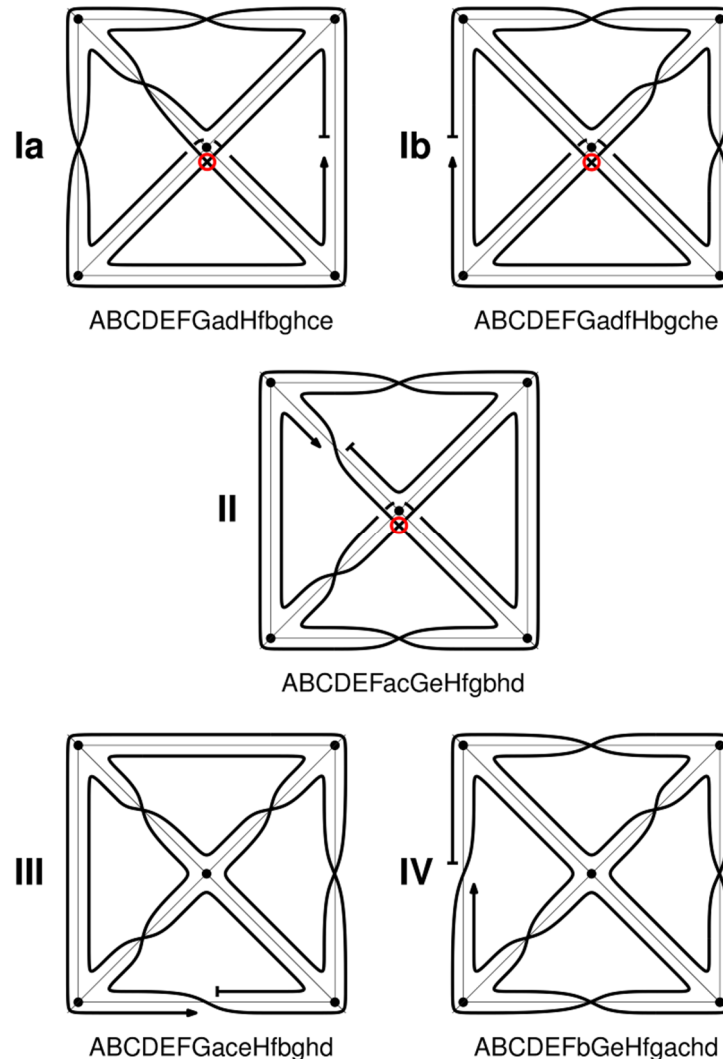 Ia
Ib
ABCDEFGadHfbghce
ABCDEFGadfHbgche
II
ABCDEFacGeHfgbhd
III
IV
ABCDEFGaceHfbghd
ABCDEFbGeHfgachd